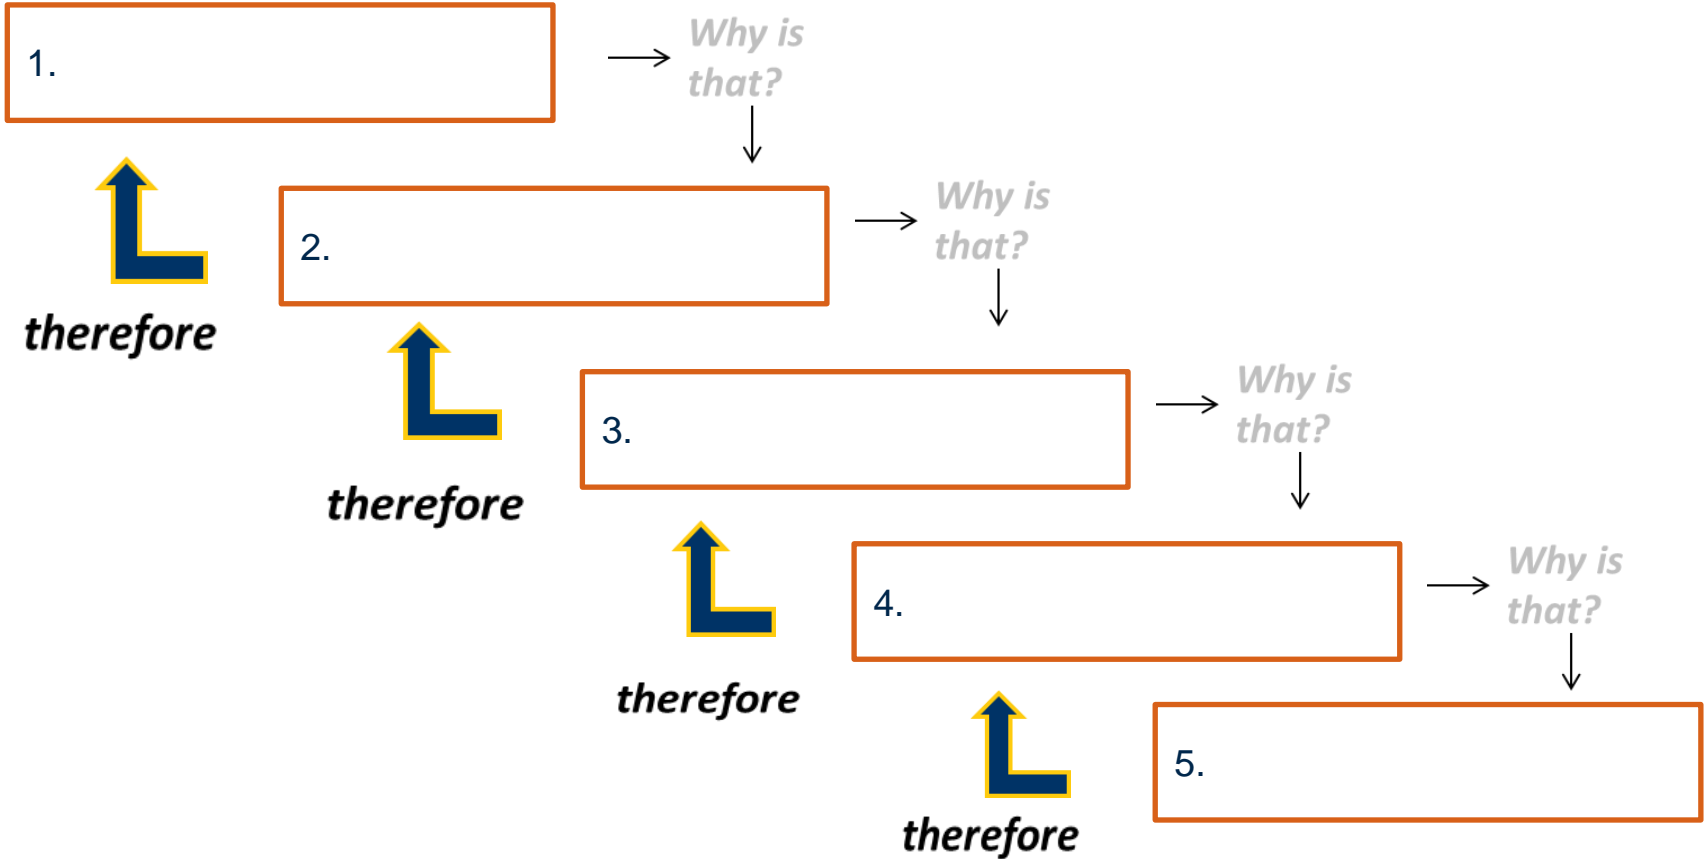 1.
Why is
that?
2.
Why is
that?
therefore
3.
Why is
that?
therefore
4.
Why is
that?
therefore
5.
therefore